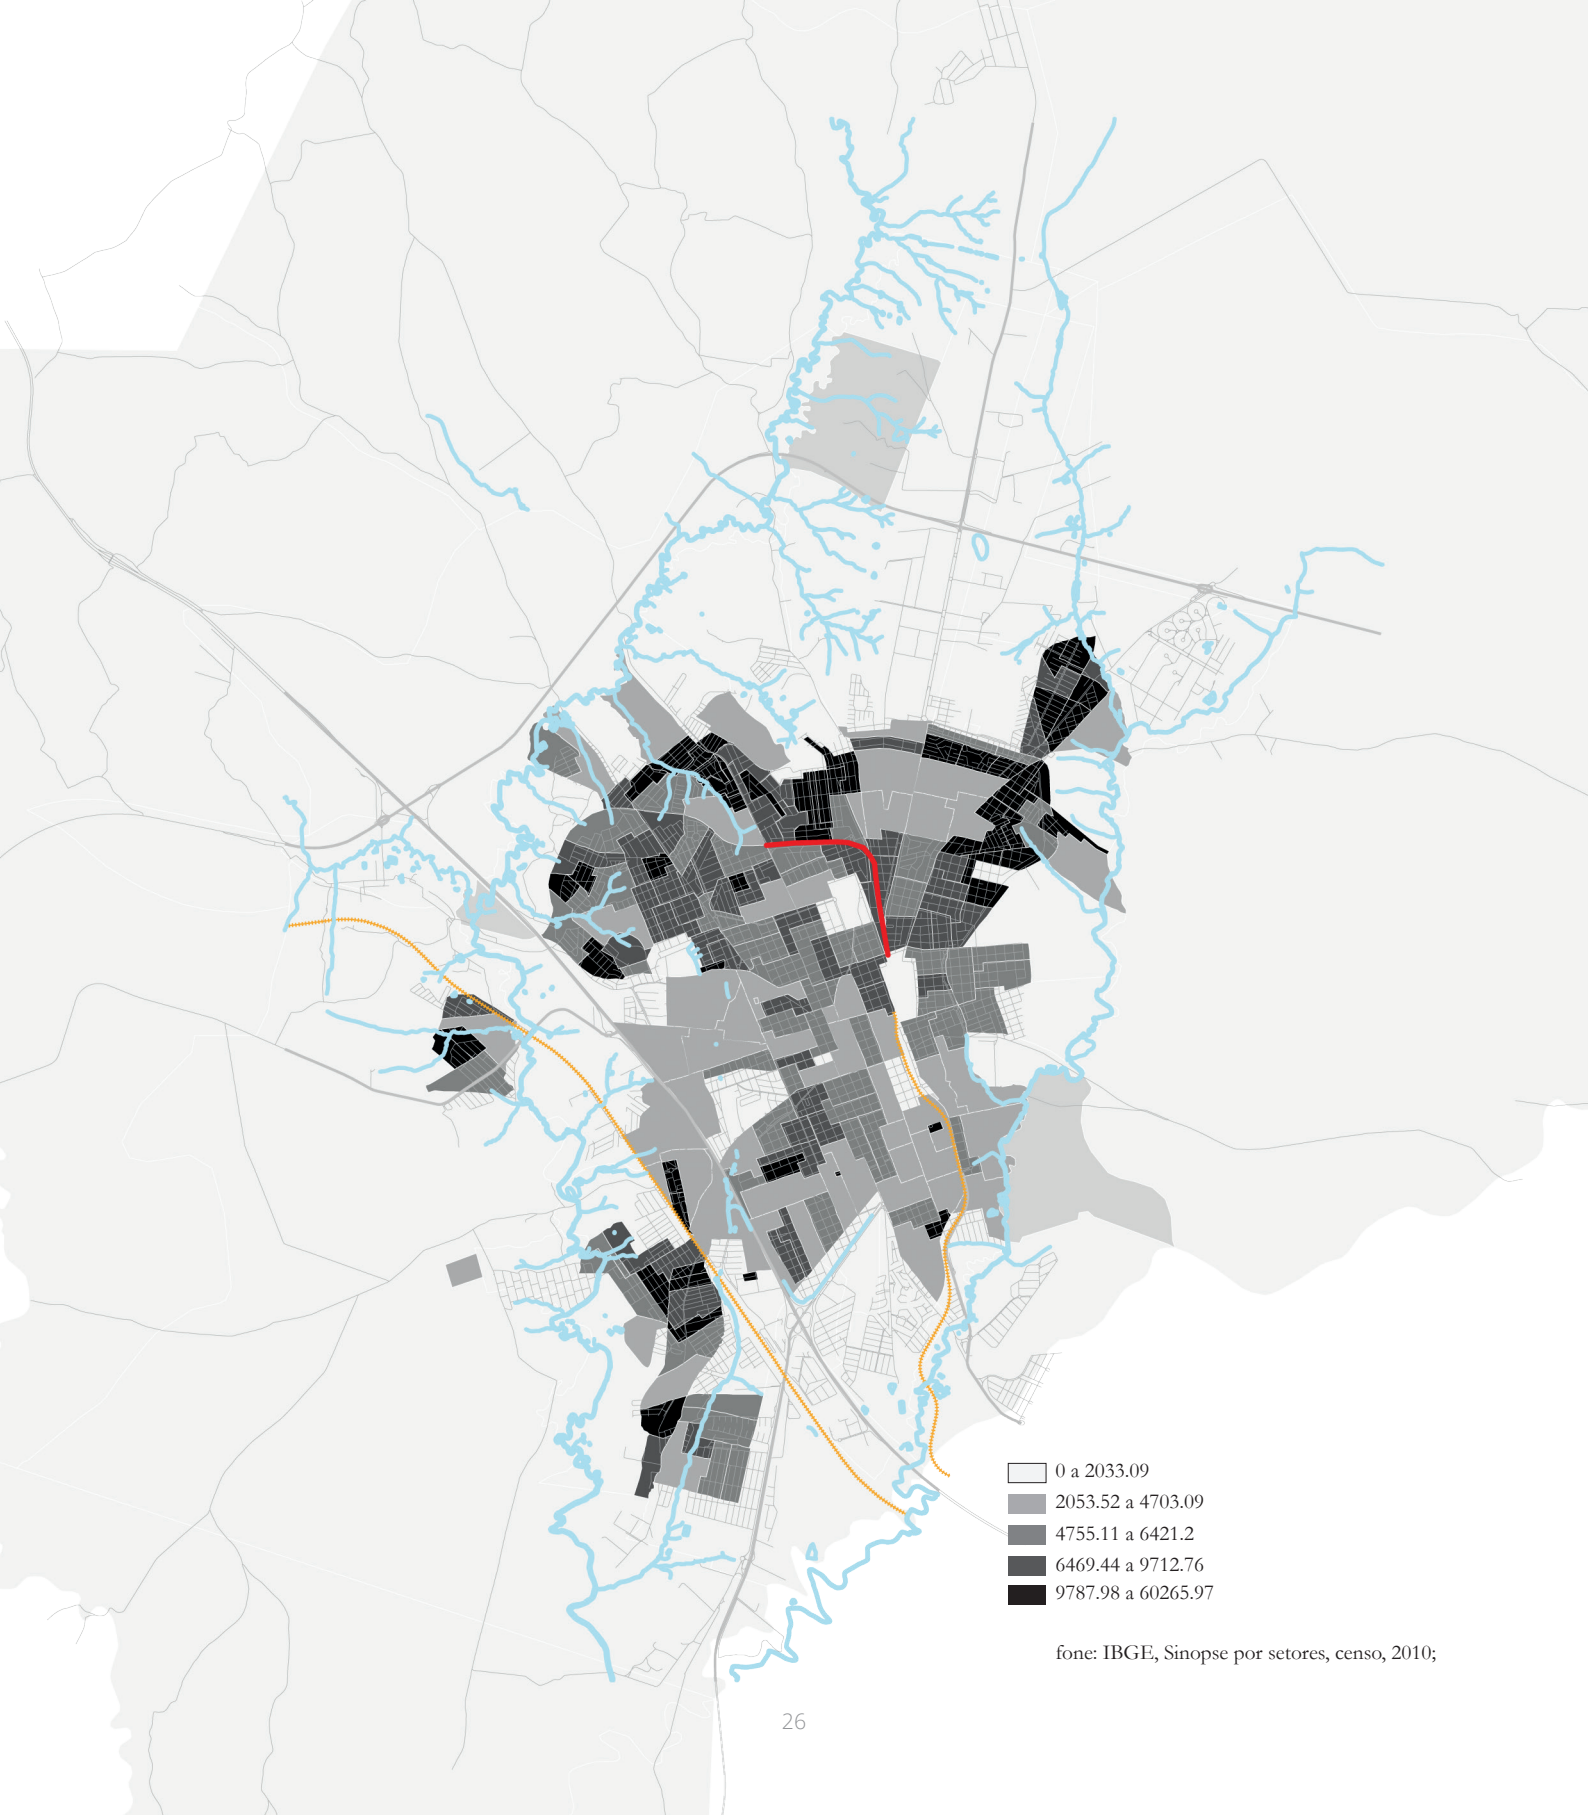 0 a 2033.09
2053.52 a 4703.09
4755.11 a 6421.2
6469.44 a 9712.76
9787.98 a 60265.97
fone: IBGE, Sinopse por setores, censo, 2010;
26